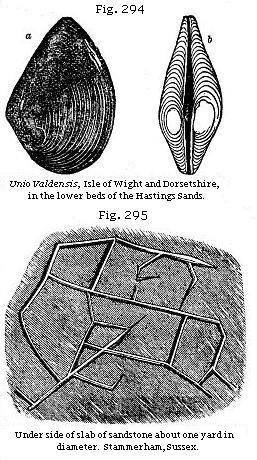 Fig. 294
a
b
Unio Valdensis, Isle of Wight and Dorsetshire,
in the lower beds of the Hastings Sands.
Fig. 295
Under side of slab of sandstone about one yard in
diameter. Stammerham, Sussex.